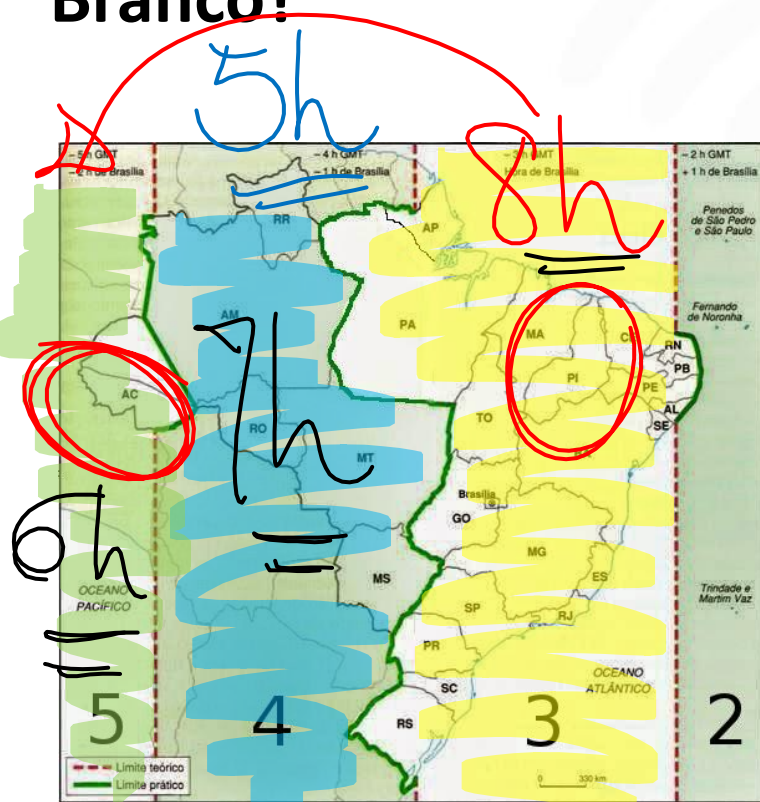 Branco?
5h
8h
– 5 h GMT
– 2 h de Brasília
– 4 h GMT
– 1 h de Brasília
– 3 h GMT
Hora de Brasília
– 2 h GMT
+ 1 h de Brasília
Penedos
de São Pedro
e São Paulo
RR
AP
Fernando
de Noronha
AM
PA
MA
RN
PB
PI
PE
AC
7h
AL
SE
TO
RO
MT
Brasília
GO
6h
MG
MS
ES
OCEANO
PACÍFICO
Trindade e
Martim Vaz
SP
RJ
PR
OCEANO
ATLÂNTICO
SC
RS
5
4
3
2
Limite teórico
Limite prático
0 330 km